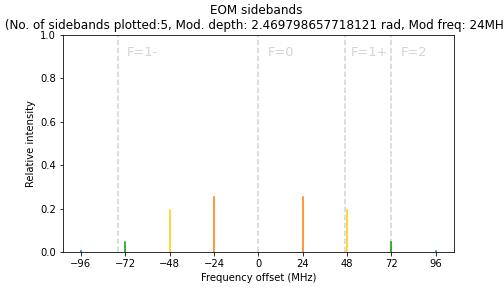 EOM sidebands
(No. of sidebands plotted:5, Mod. depth: 2.469798657718121 rad, Mod freq: 24MH
1.0
F=1-
F=0
F=1+
F=2
0.8
0.6
Relative intensity
0.4
0.2
0.0
−96
−72
−48
−24
0
24
48
72
96
Frequency offset (MHz)